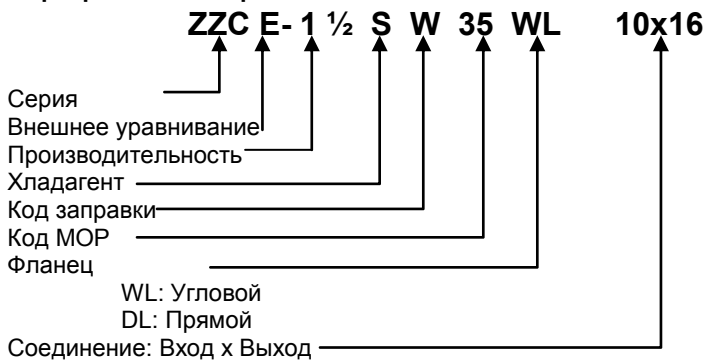 ZZC E- 1 ½ S W 35 WL 10x16
Серия
Внешнее уравнивание
Производительность
Хладагент
Код заправки
Код МОР
Фланец
WL: Угловой
DL: Прямой
Соединение: Вход x Выход